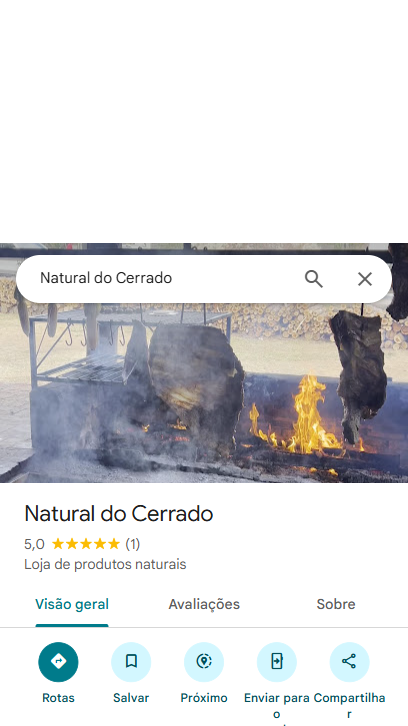 Natural do Cerrado
Natural do Cerrado
5,0 (1)
Loja de produtos naturais
Visão geral Avaliações Sobre
Rotas Salvar Próximo Enviar para o Compartilhar